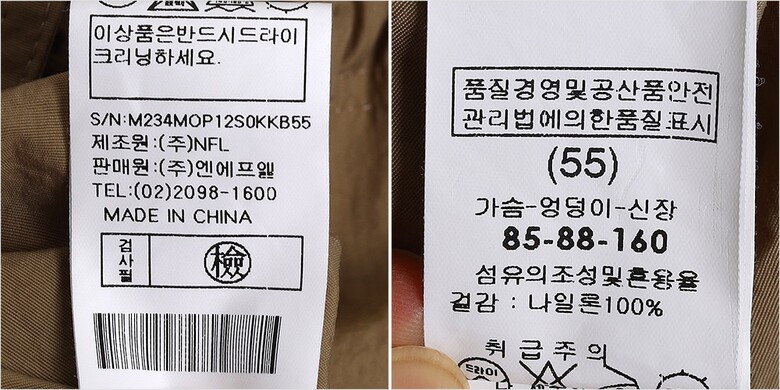 이상품은반드시드라이
크리닝하세요.
S/N:M234MOP12S0KKB55
제조원:(주)NFL
판매원:(주)엔에프엘
TEL:(02)2098-1600
MADE IN CHINA
검사필
檢
품질경영및공산품안전
관리법에의한품질표시
(55)
가슴-엉덩이-신장
85-88-160
섬유의조성및혼용율
겉감 : 나일론100%
취급주의
드라이